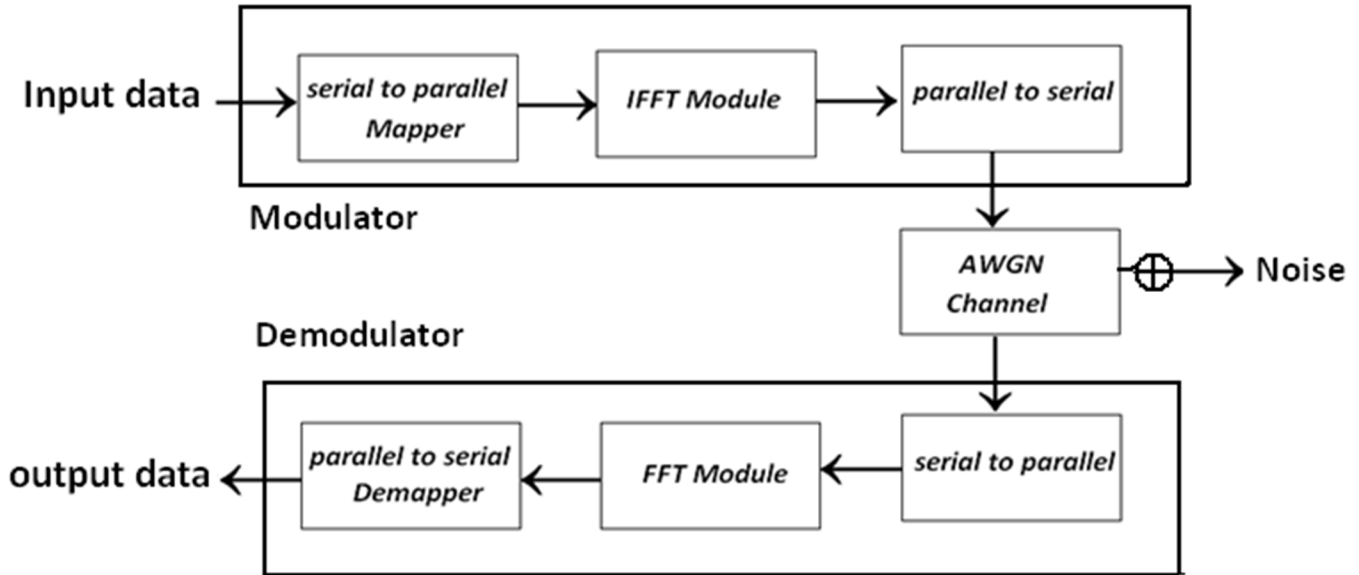 Input data
serial to parallel
Mapper
IFFT Module
parallel to serial
Modulator
AWGN
Channel
Noise
Demodulator
output data
parallel to serial
Demapper
FFT Module
serial to parallel